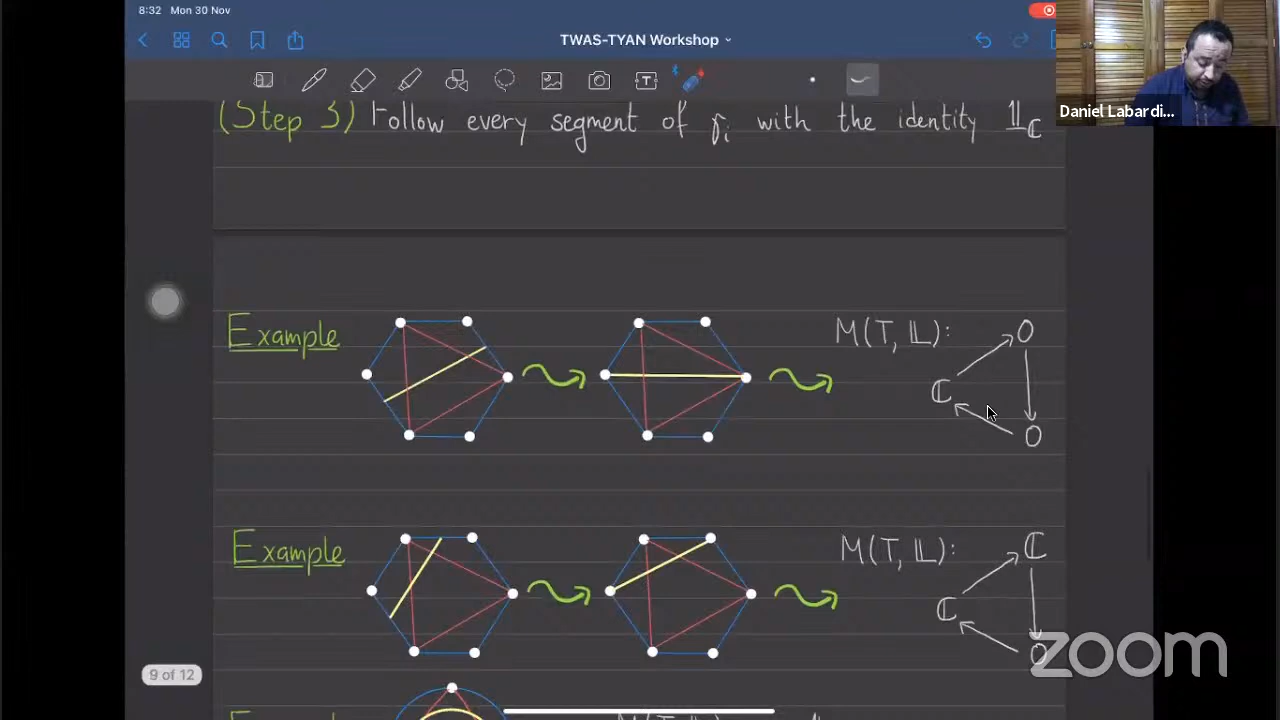 8:32 Mon 30 Nov
TWAS-TYAN Workshop
Daniel Labardi...
(Step 3) Follow every segment of γi with the identity 𝟙ℂ
Example
M(T, 𝕃):
0
ℂ
0
Example
M(T, 𝕃):
ℂ
ℂ
0
zoom
9 of 12